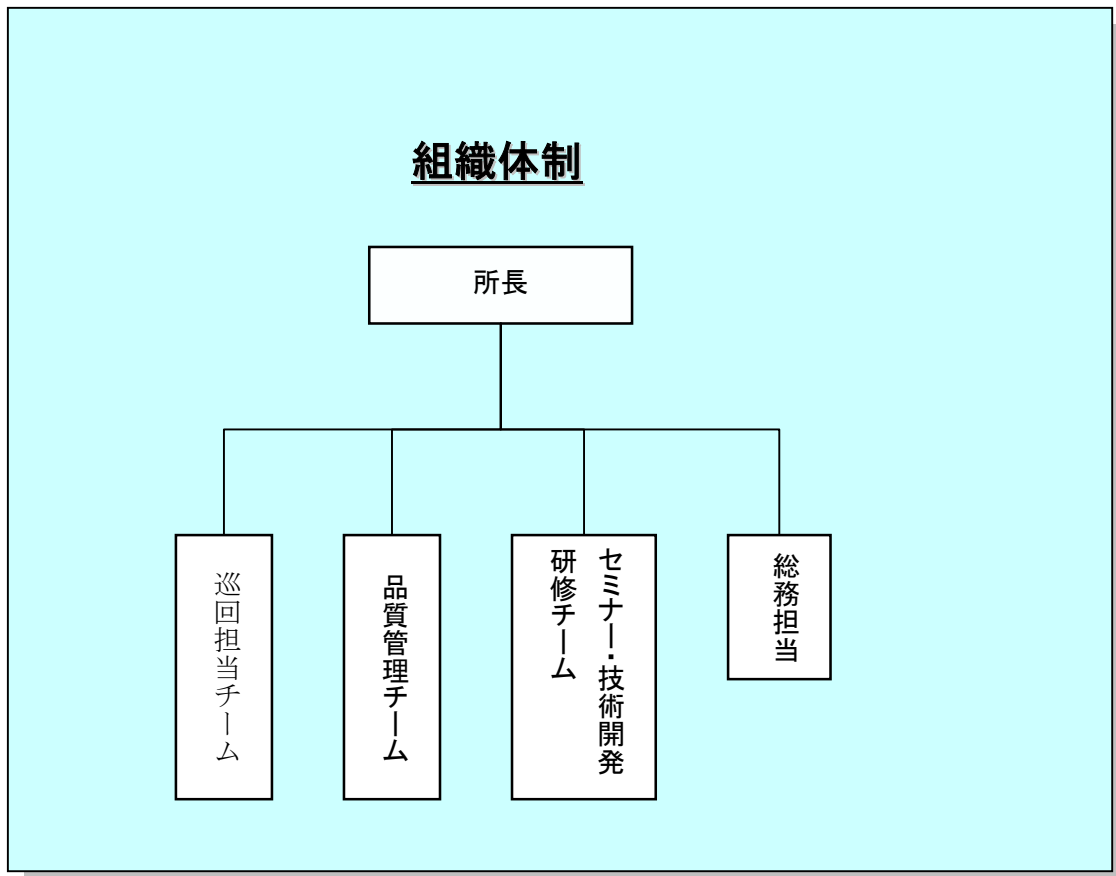 組織体制
所長
巡回担当チーム
品質管理チーム
セミナー・技術開発
研修チーム
総務担当